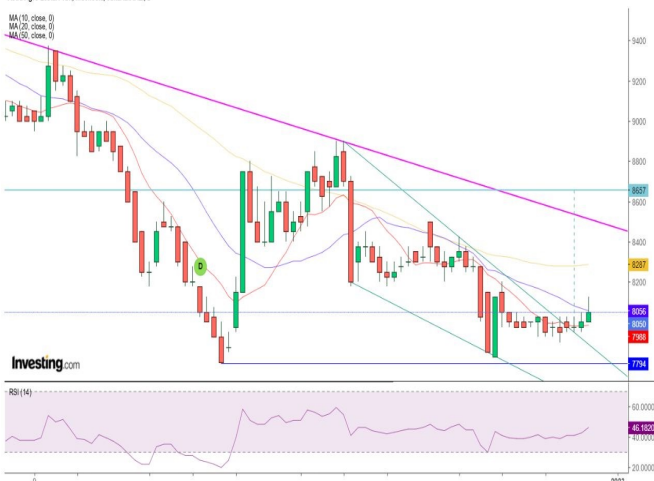 MA (10, close, 0)
MA (20, close, 0)
MA (50, close, 0)
9400
9200
9000
8800
8657
8600
8400
8287
8200
8056
8050
7988
7794
D
Investing.com
RSI (14)
60.0000
46.1820
40.0000
20.0000